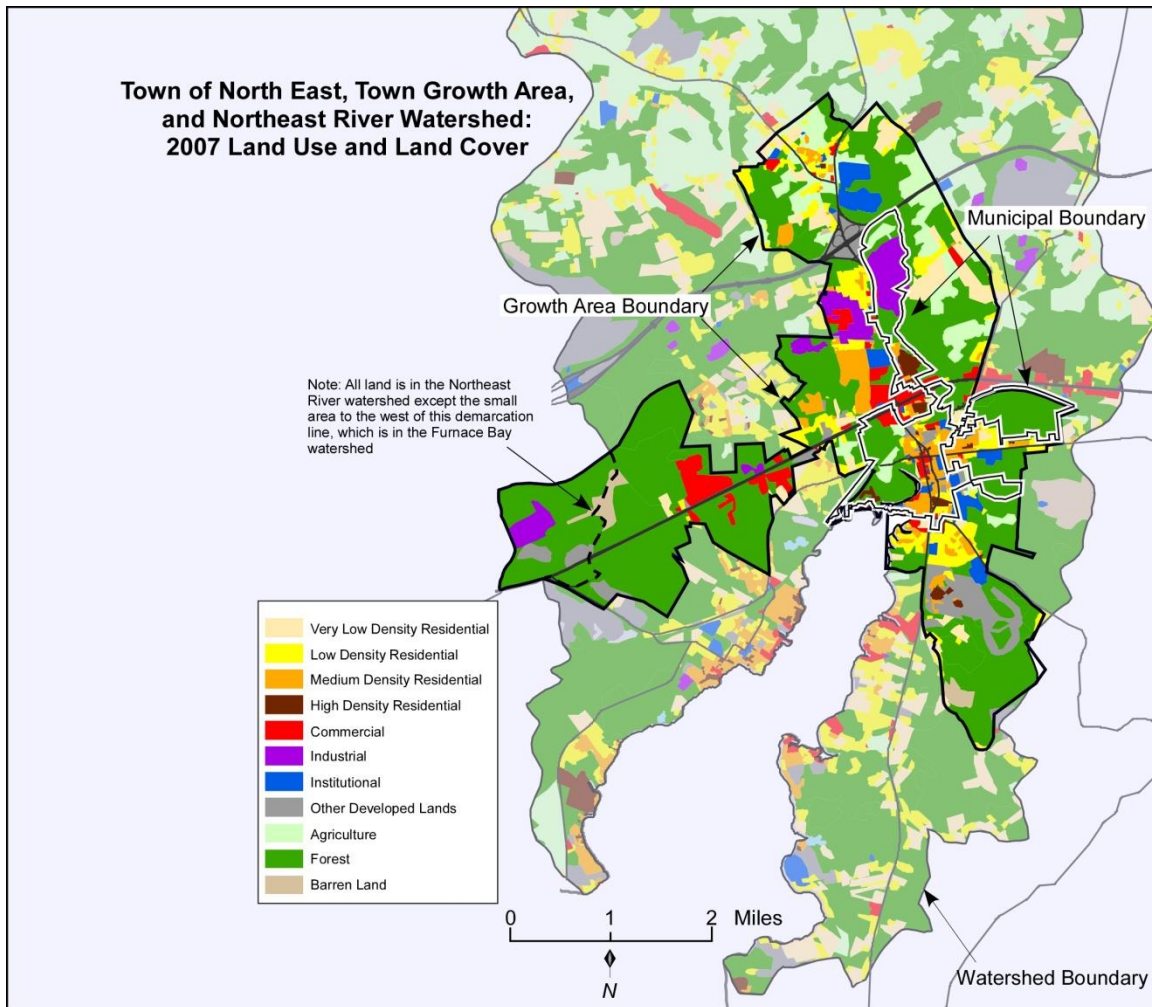 Town of North East, Town Growth Area,
and Northeast River Watershed:
2007 Land Use and Land Cover
Municipal Boundary
Growth Area Boundary
Note: All land is in the Northeast
River watershed except the small
area to the west of this demarcation
line, which is in the Furnace Bay
watershed
Very Low Density Residential
Low Density Residential
Medium Density Residential
High Density Residential
Commercial
Industrial
Institutional
Other Developed Lands
Agriculture
Forest
Barren Land
0 1 2 Miles
N
Watershed Boundary